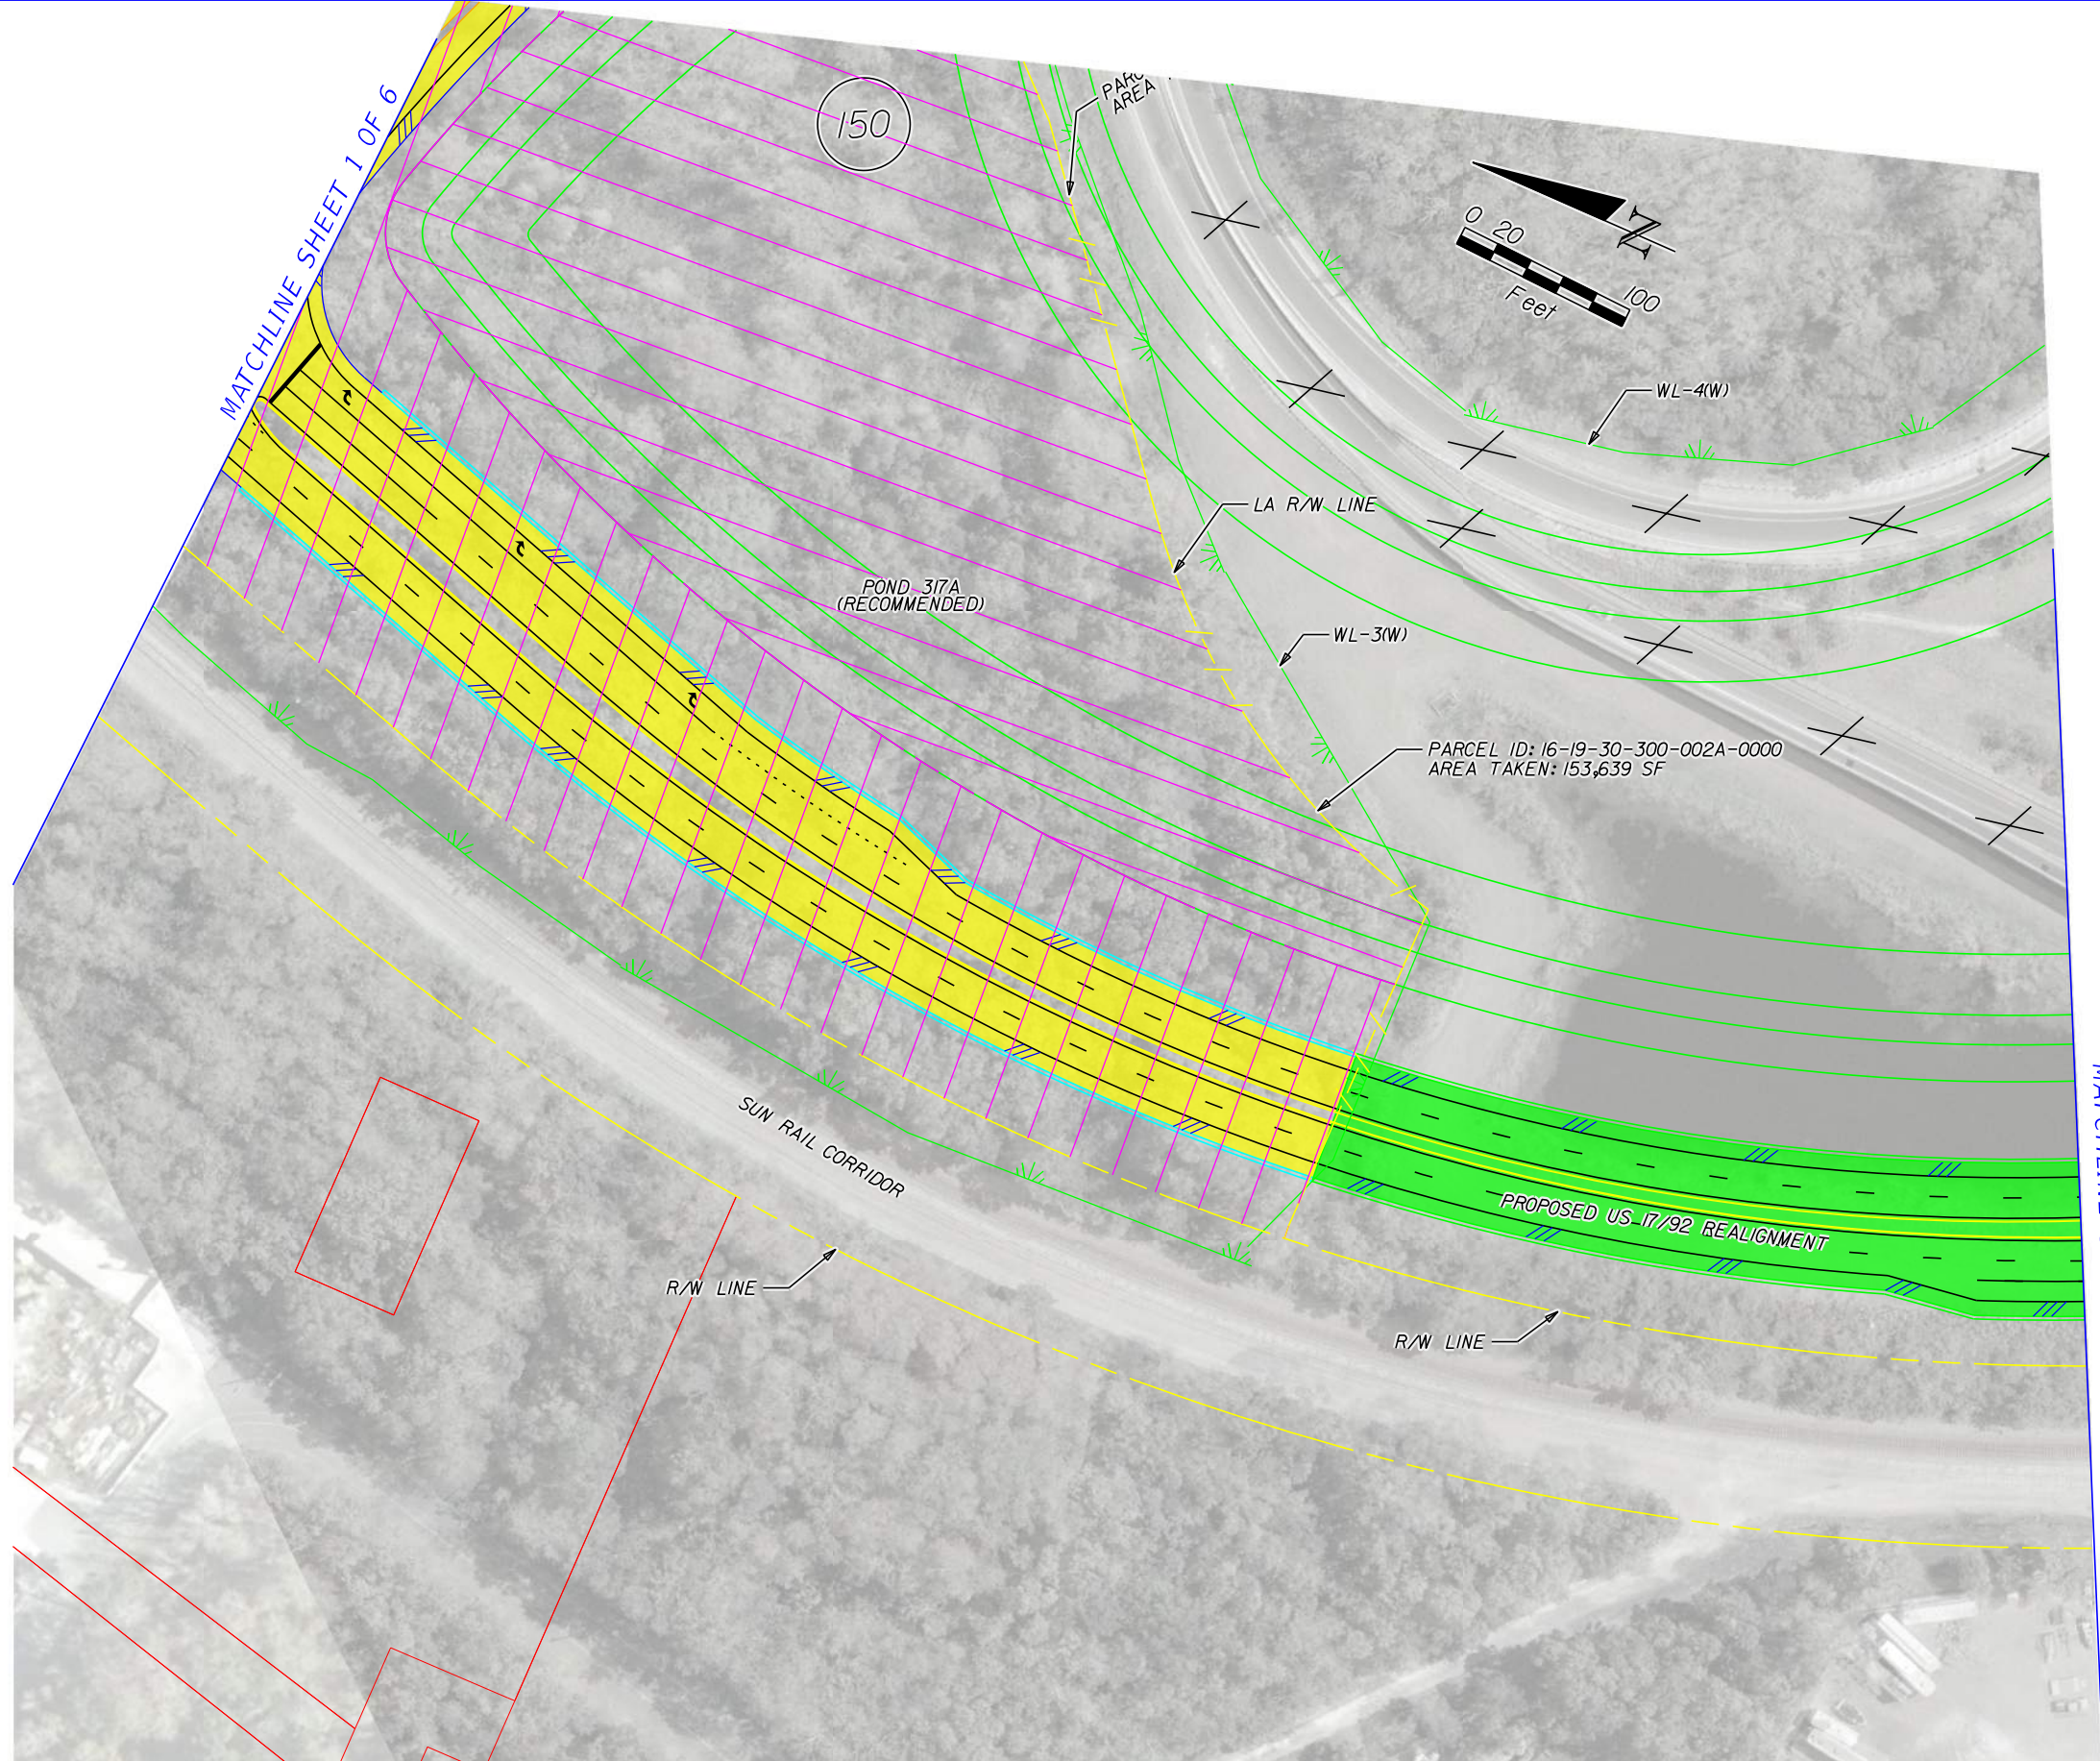 MATCHLINE SHEET 1 OF 6
150
AREA
N
0 20 100
Feet
WL-4(W)
LA R/W LINE
POND 317A
(RECOMMENDED)
WL-3(W)
PARCEL ID: 16-19-30-300-002A-0000
AREA TAKEN: 153,639 SF
SUN RAIL CORRIDOR
PROPOSED US 17/92 REALIGNMENT
R/W LINE
R/W LINE